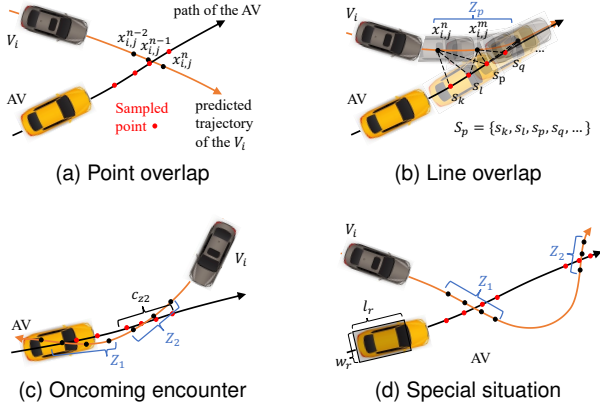 path of the AV
V_i
x_{i,j}^{n-2}
x_{i,j}^{n-1}
x_{i,j}^{n}
AV
Sampled
point •
predicted
trajectory
of the V_i
(a) Point overlap
Z_p
V_i
x_{i,j}^{n}
x_{i,j}^{m}
...
s_q
s_p
s_l
s_k
AV
S_p = {s_k, s_l, s_p, s_q, ...}
(b) Line overlap
V_i
c_{z2}
AV
Z_1
Z_2
(c) Oncoming encounter
V_i
Z_2
Z_1
l_r
w_r
AV
(d) Special situation